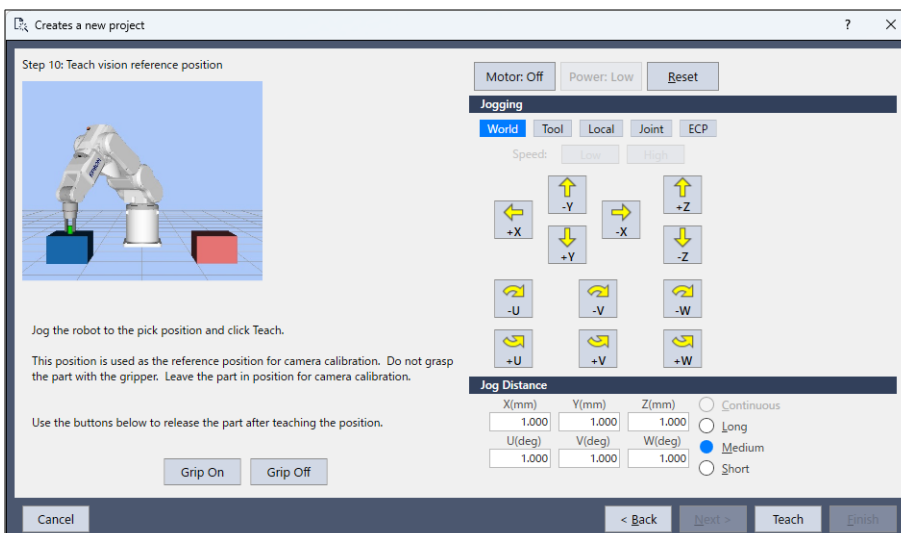 Creates a new project
?
Step 10: Teach vision reference position
EPSON
Jog the robot to the pick position and click Teach.
This position is used as the reference position for camera calibration. Do not grasp
the part with the gripper. Leave the part in position for camera calibration.
Use the buttons below to release the part after teaching the position.
Grip On Grip Off
Motor: Off Power: Low Reset
Jogging
World Tool Local Joint ECP
Speed: Low High
-Y +Z
+X -X
+Y -Z
-U -V -W
+U +V +W
Jog Distance
X(mm) Y(mm) Z(mm) Continuous
1.000 1.000 1.000 Long
U(deg) V(deg) W(deg) Medium
1.000 1.000 1.000 Short
Cancel < Back Next > Teach Finish